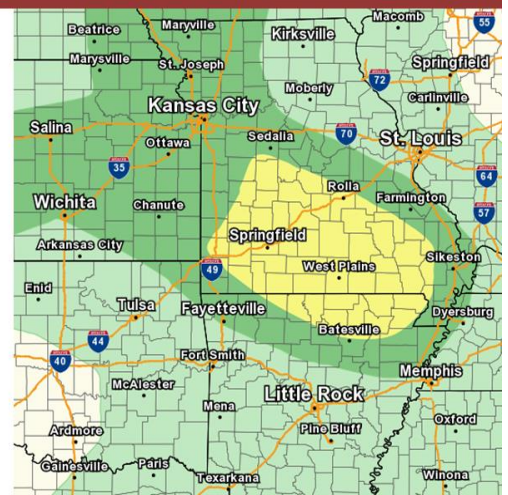 Macomb
55
Beatrice
Maryville
Kirksville
Marysville
St. Joseph
72
Springfield
Moberly
Carlinville
Kansas City
Salina
Sedalia
70
St. Louis
Ottawa
35
64
Rolla
Farmington
Wichita
Chanute
57
Springfield
Arkansas City
49
West Plains
Sikeston
Enid
Tulsa
Fayetteville
Dyersburg
44
Batesville
40
Fort Smith
Memphis
McAlester
Little Rock
Mena
Oxford
Ardmore
Pine Bluff
Gainesville
Paris
Texarkana
Winona